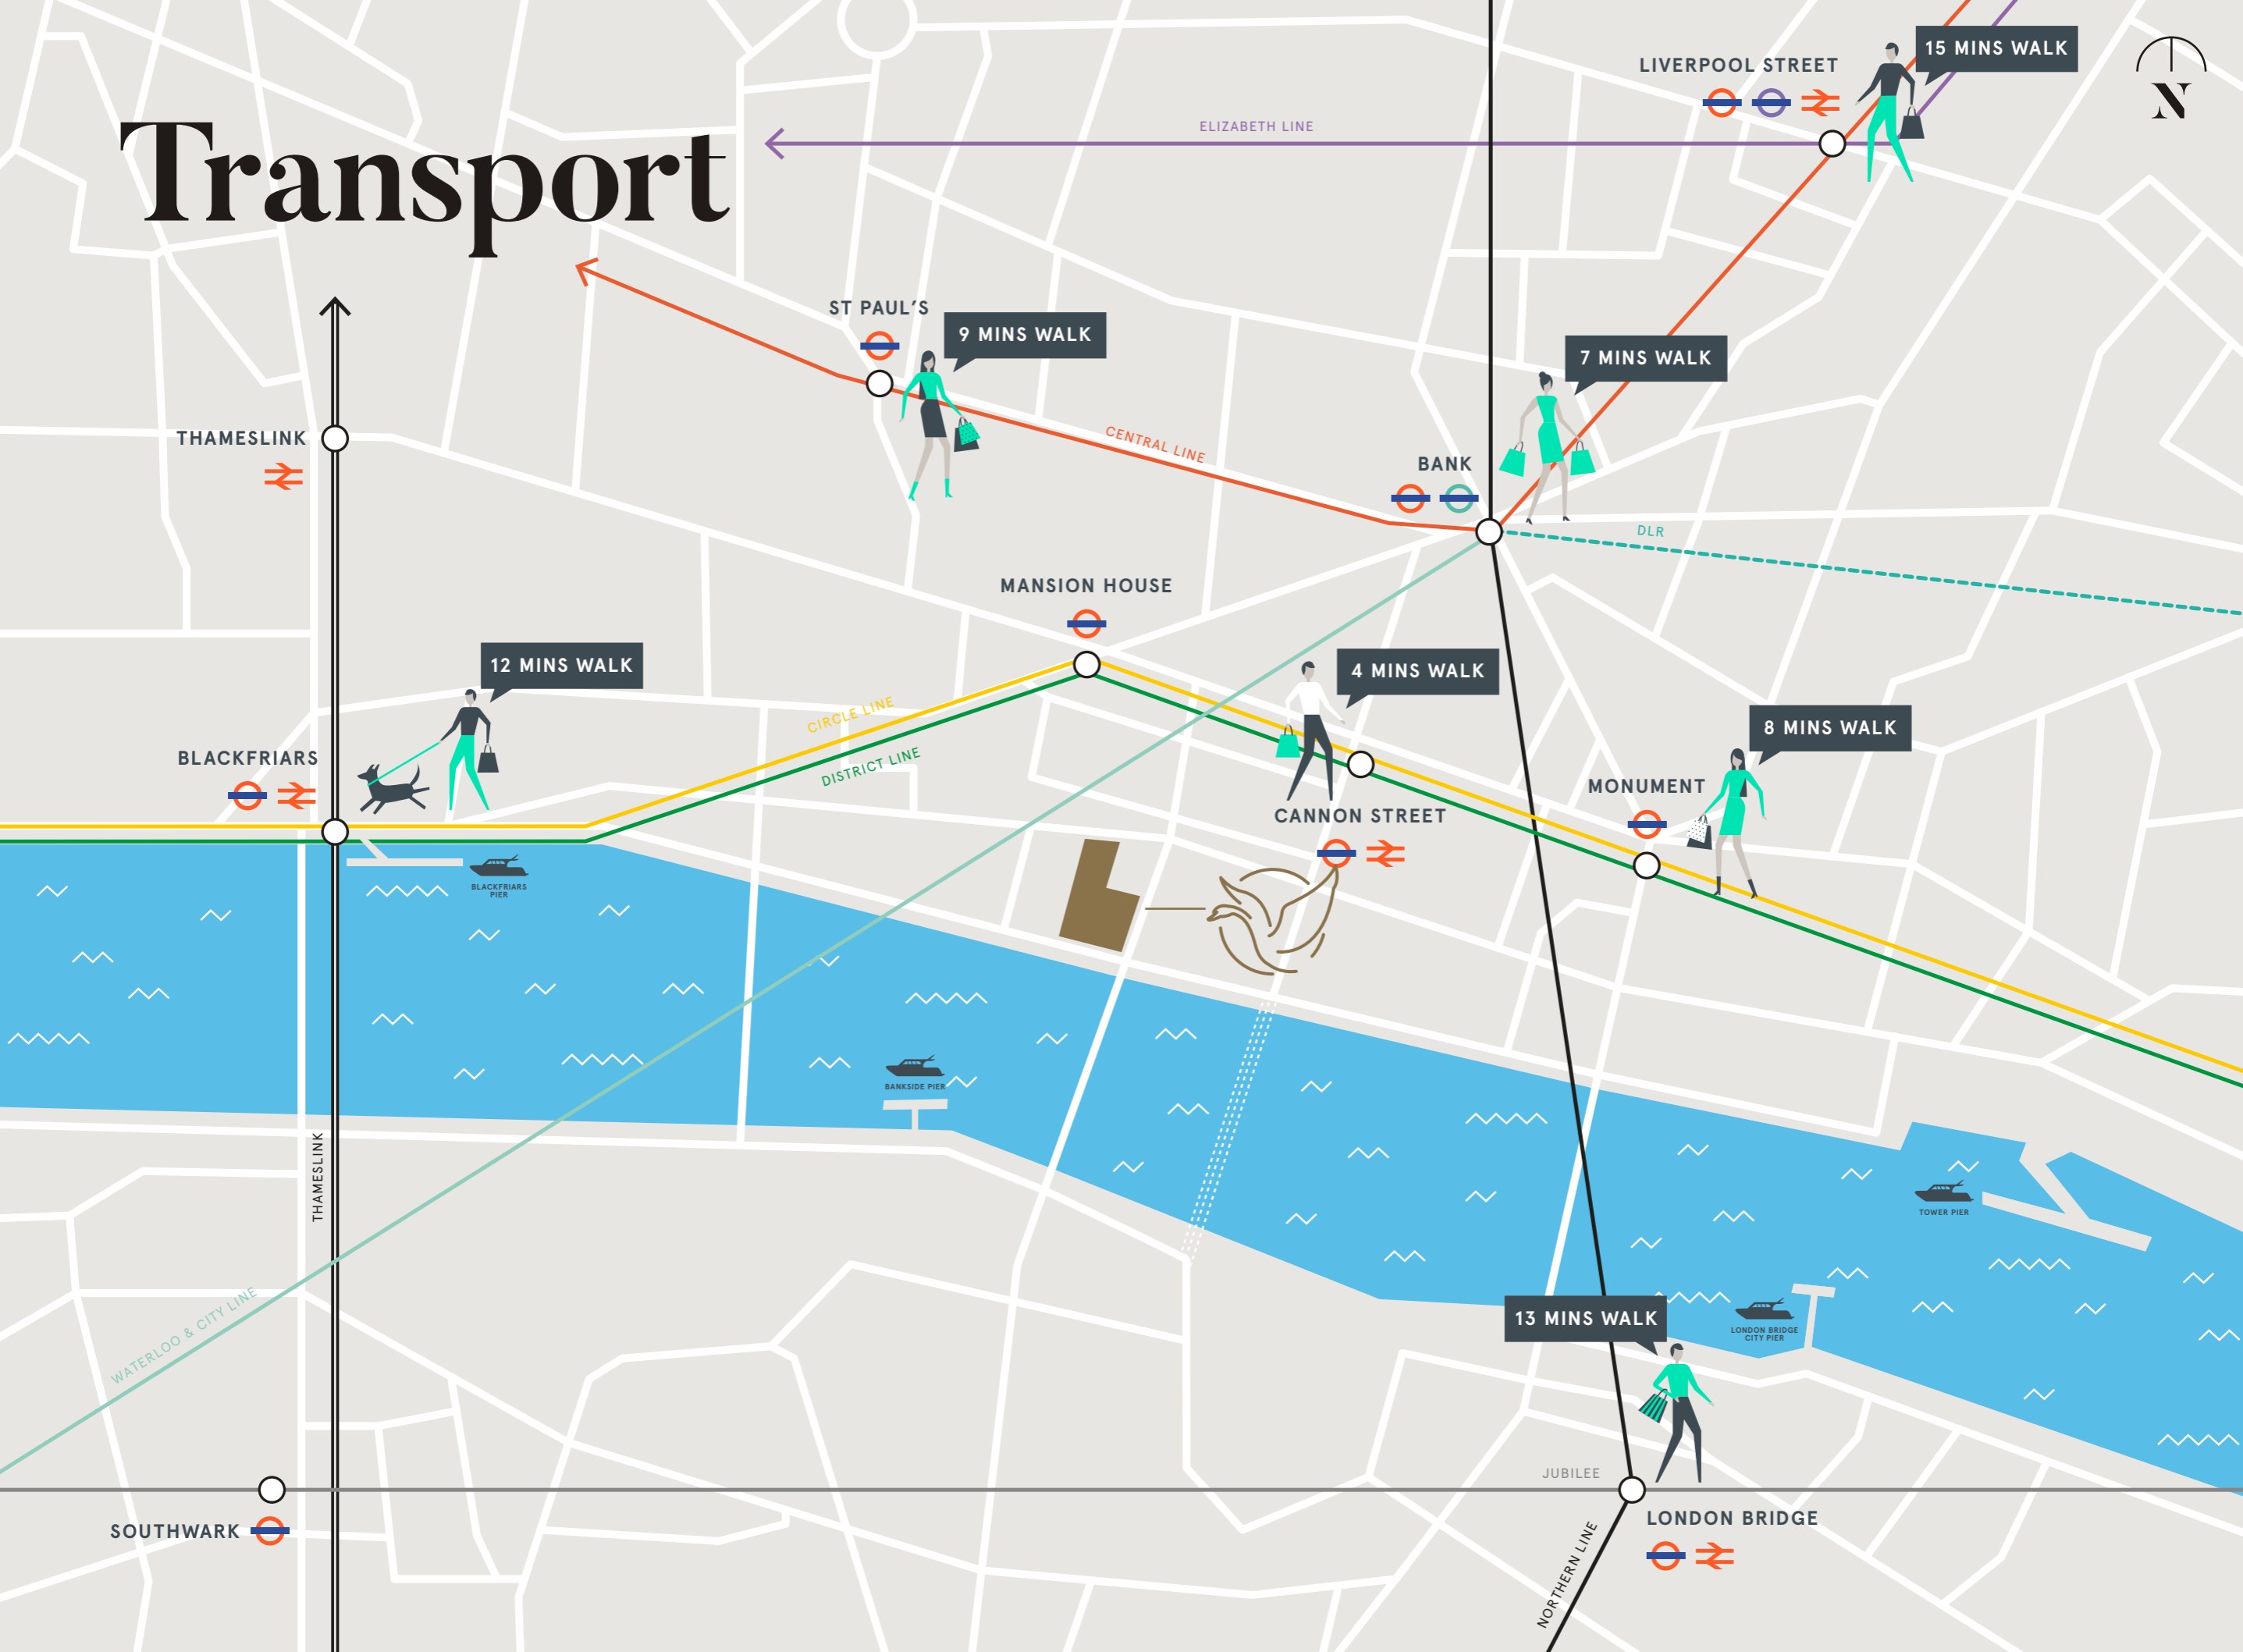 15 MINS WALK
LIVERPOOL STREET
N
ELIZABETH LINE
Transport
ST PAUL'S
9 MINS WALK
7 MINS WALK
THAMESLINK
CENTRAL LINE
BANK
DLR
MANSION HOUSE
12 MINS WALK
4 MINS WALK
CIRCLE LINE
8 MINS WALK
BLACKFRIARS
DISTRICT LINE
MONUMENT
CANNON STREET
BLACKFRIARS
PIER
BANKSIDE PIER
THAMESLINK
TOWER PIER
WATERLOO & CITY LINE
13 MINS WALK
LONDON BRIDGE
CITY PIER
JUBILEE
SOUTHWARK
LONDON BRIDGE
NORTHERN LINE